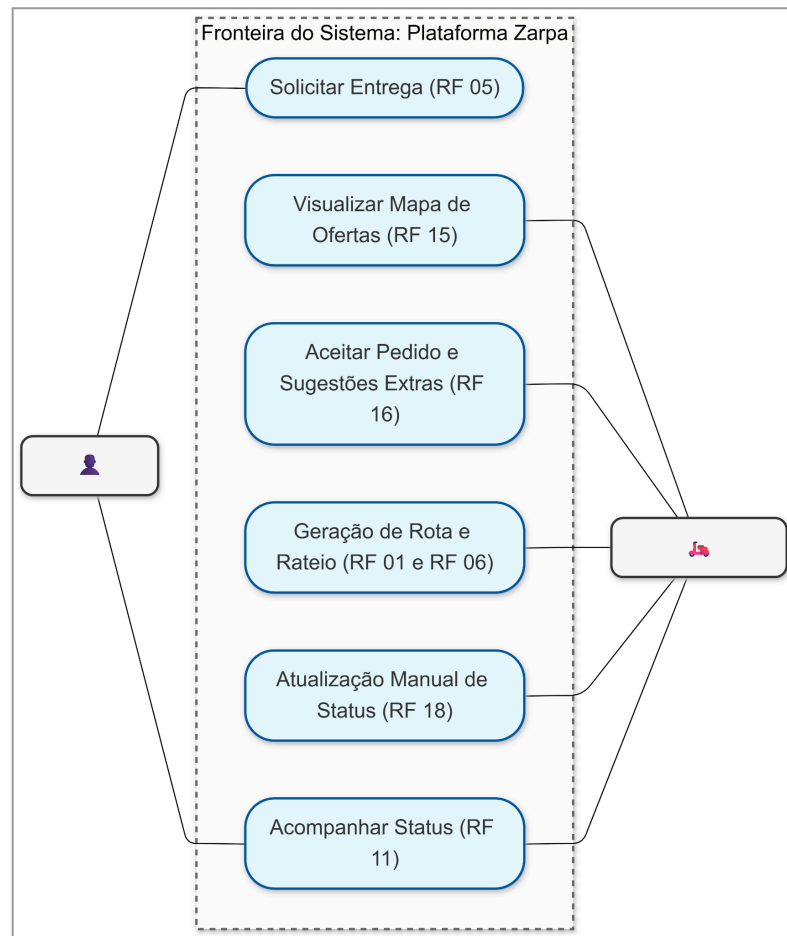 Fronteira do Sistema: Plataforma Zarpa
Solicitar Entrega (RF 05)
Visualizar Mapa de
Ofertas (RF 15)
Aceitar Pedido e
Sugestões Extras (RF
16)
Geração de Rota e
Rateio (RF 01 e RF 06)
Atualização Manual de
Status (RF 18)
Acompanhar Status (RF
11)